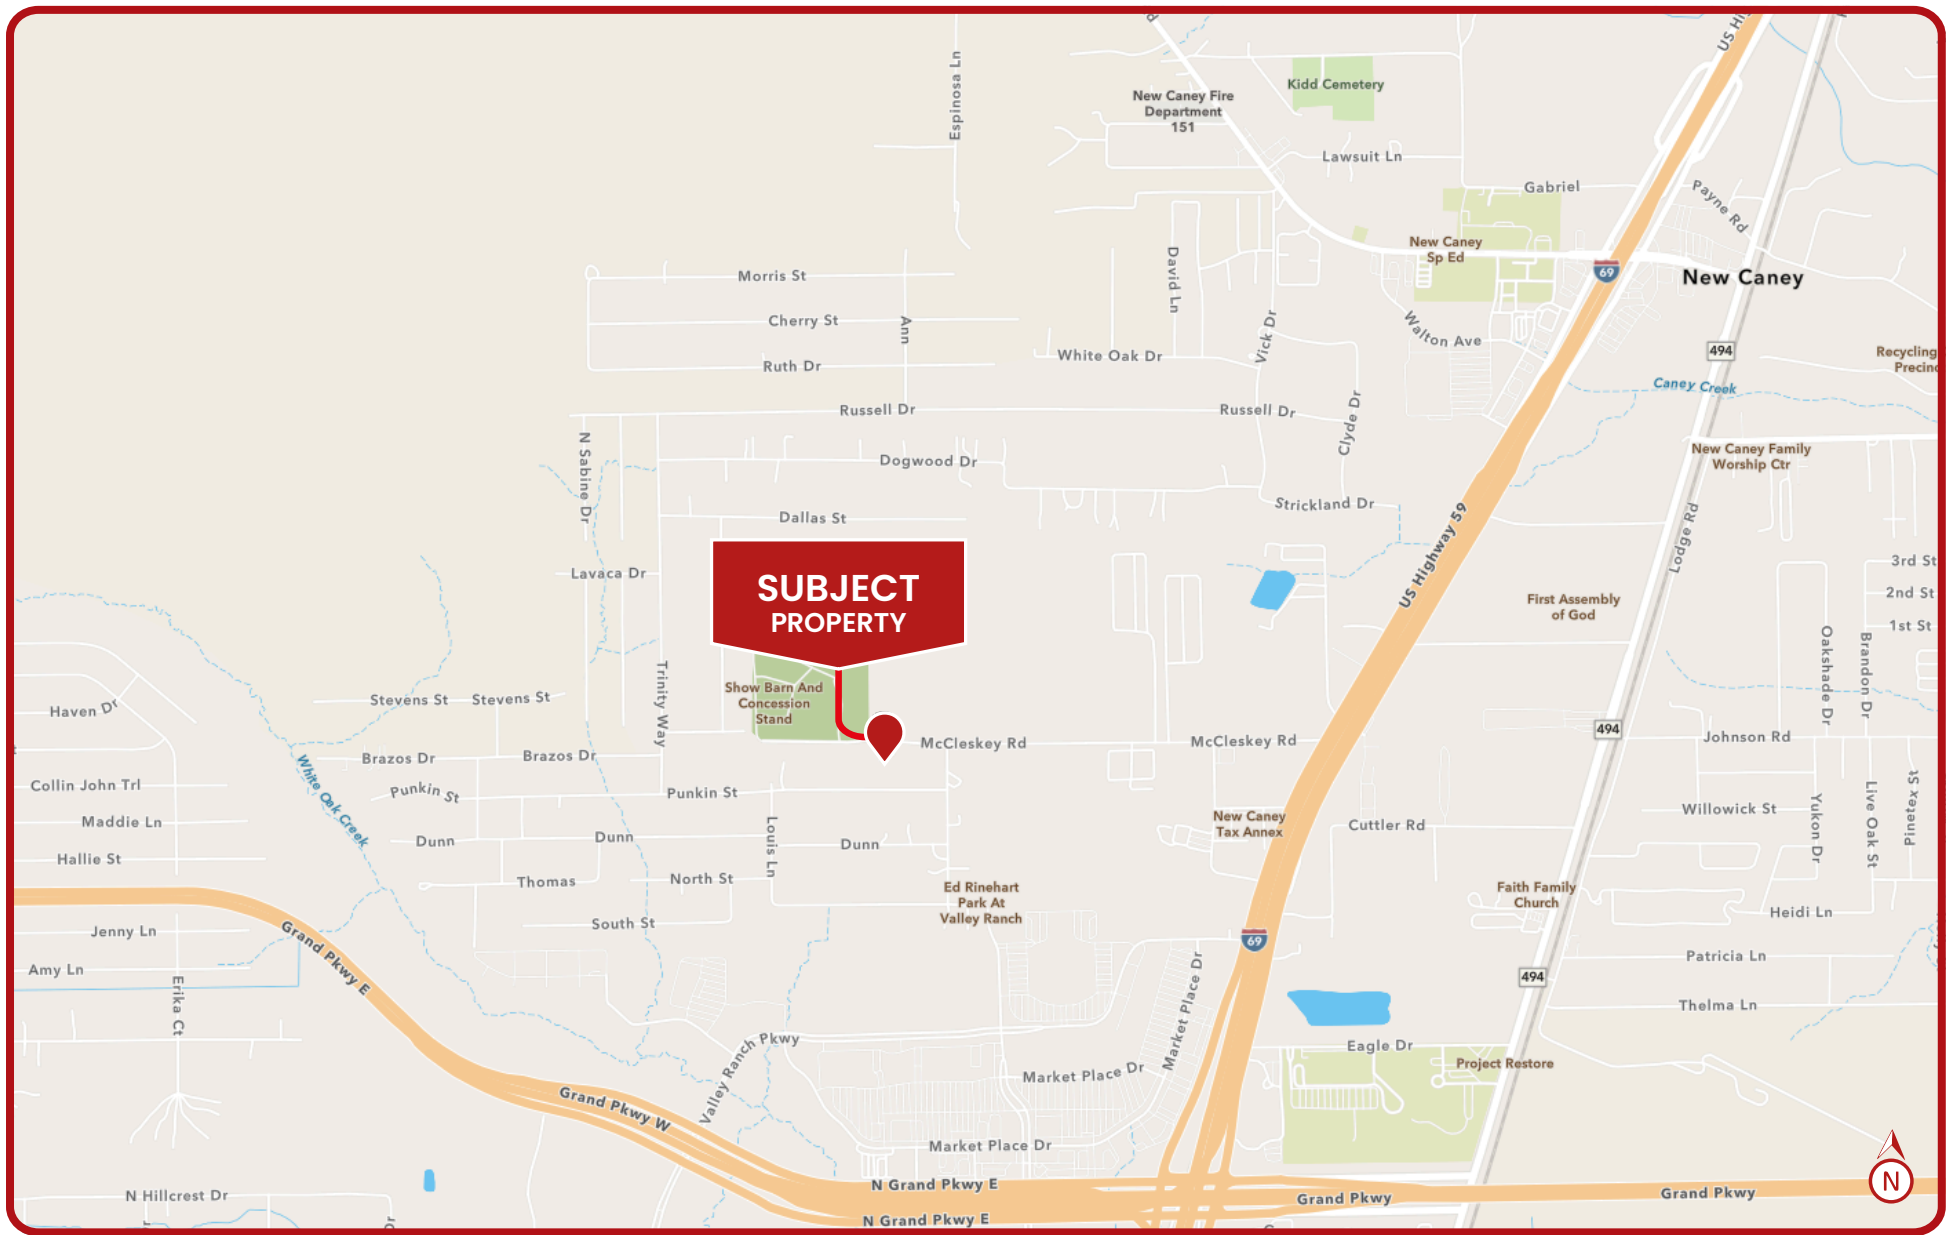 US Hi
Espinosa Ln
Kidd Cemetery
New Caney Fire
Department
151
Lawsuit Ln
Gabriel
Payne Rd
New Caney
Sp Ed
69
New Caney
David Ln
Morris St
Cherry St
Ann
Ruth Dr
White Oak Dr
Vick Dr
Walton Ave
494
Recycling
Precinc
Caney Creek
Russell Dr
Russell Dr
Clyde Dr
N Sabine Dr
Dogwood Dr
New Caney Family
Worship Ctr
Strickland Dr
Dallas St
US Highway 59
Lodge Rd
Lavaca Dr
3rd St
2nd St
1st St
SUBJECT
PROPERTY
First Assembly
of God
Oakshade Dr
Brandon Dr
Trinity Way
Show Barn And
Concession
Stand
Stevens St
Stevens St
Haven Dr
McCleskey Rd
McCleskey Rd
494
Johnson Rd
Brazos Dr
Brazos Dr
White Oak Creek
Collin John Trl
Punkin St
Punkin St
Maddie Ln
New Caney
Tax Annex
Cuttler Rd
Willowick St
Yukon Dr
Live Oak St
Pinetex St
Dunn
Dunn
Louis Ln
Dunn
Hallie St
Thomas
North St
Ed Rinehart
Park At
Valley Ranch
Faith Family
Church
Heidi Ln
South St
Grand Pkwy E
Jenny Ln
69
Patricia Ln
Amy Ln
Erika Ct
494
Market Place Dr
Thelma Ln
Valley Ranch Pkwy
Eagle Dr
Project Restore
Market Place Dr
Grand Pkwy W
Market Place Dr
N Grand Pkwy E
N Hillcrest Dr
Grand Pkwy
Grand Pkwy
N
N Grand Pkwy E
Dr